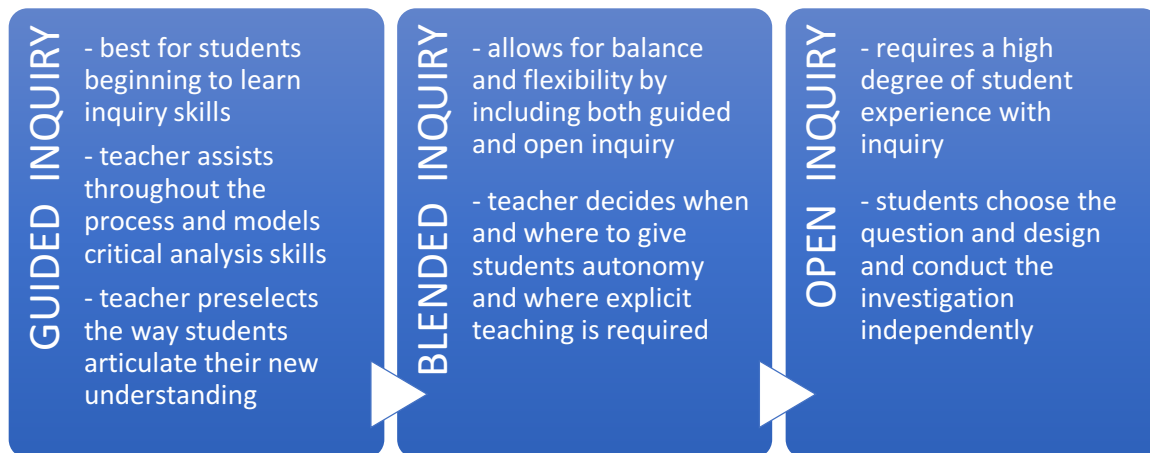 GUIDED INQUIRY
- best for students
beginning to learn
inquiry skills
- teacher assists
throughout the
process and models
critical analysis skills
- teacher preselects
the way students
articulate their new
understanding
BLENDED INQUIRY
- allows for balance
and flexibility by
including both guided
and open inquiry
- teacher decides when
and where to give
students autonomy
and where explicit
teaching is required
OPEN INQUIRY
- requires a high
degree of student
experience with
inquiry
- students choose the
question and design
and conduct the
investigation
independently